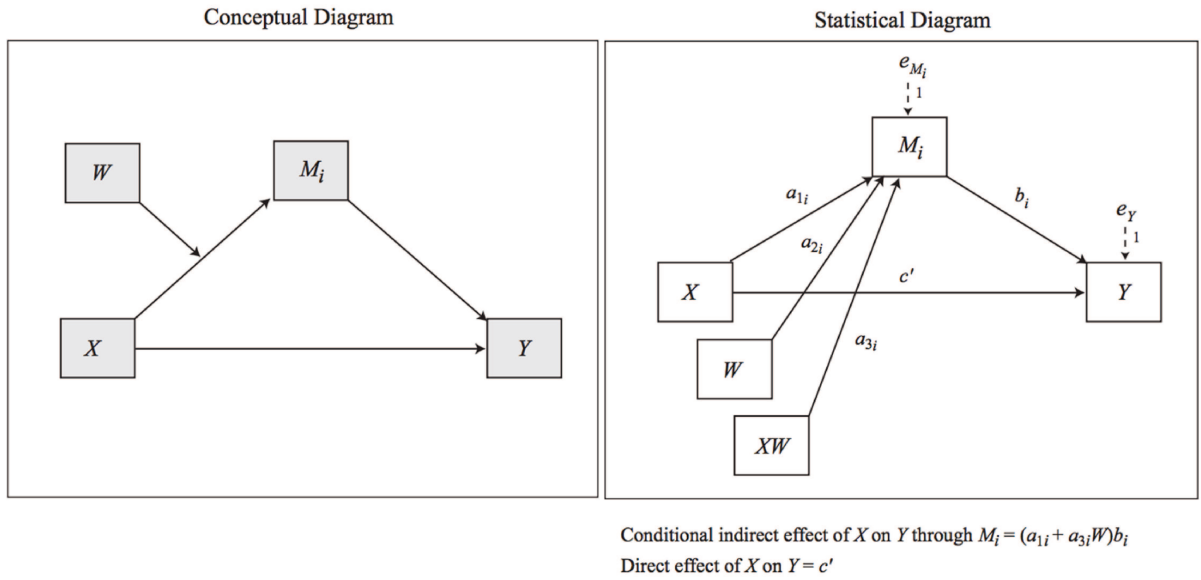 Conceptual Diagram
W
M_i
X
Y
Statistical Diagram
e_{M_i}
1
M_i
a_{1i}
b_i
e_Y
1
a_{2i}
X
c′
Y
a_{3i}
W
XW
Conditional indirect effect of X on Y through M_i = (a_{1i} + a_{3i}W)b_i
Direct effect of X on Y = c′